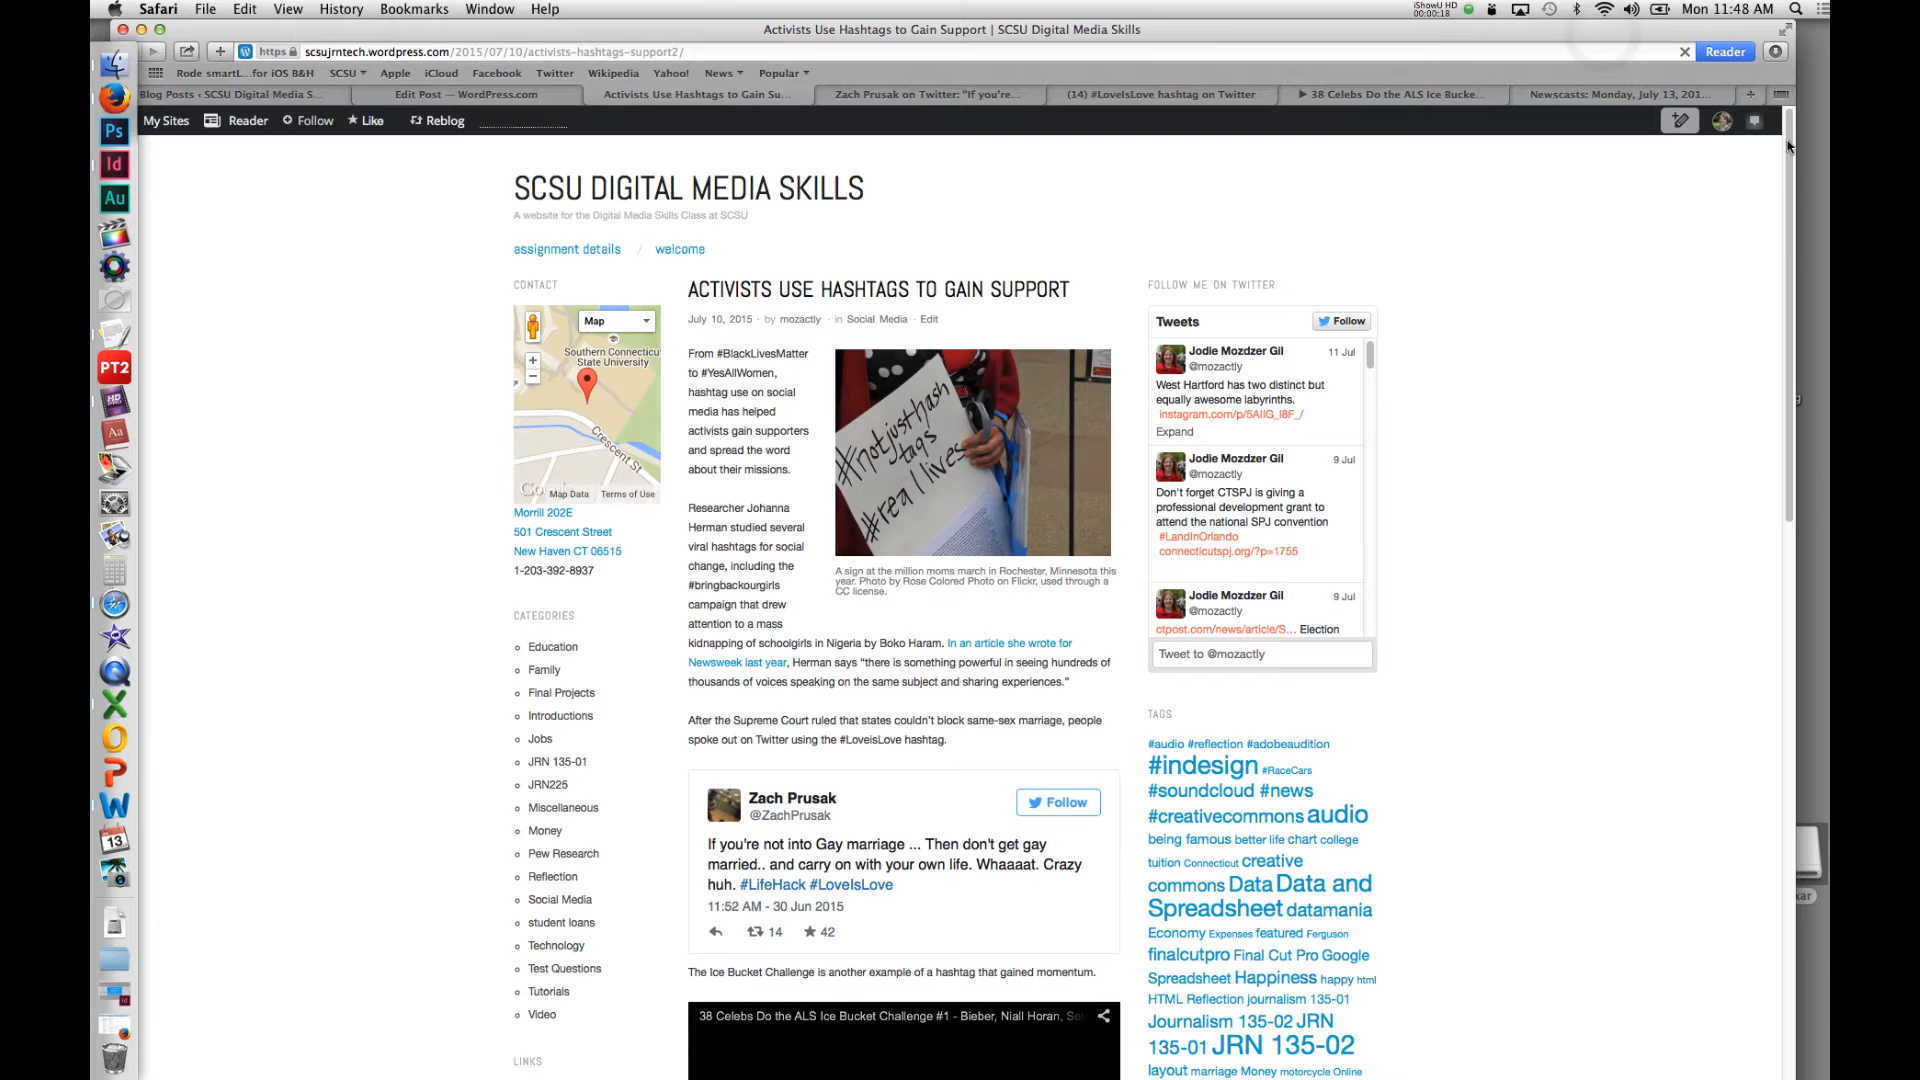 Safari File Edit View History Bookmarks Window Help iShowU HD 00:00:18 Mon 11:48 AM
Activists Use Hashtags to Gain Support | SCSU Digital Media Skills
https scsujrntech.wordpress.com/2015/07/10/activists-hashtags-support2/ Reader
Rode smartL...for iOS B&H SCSU Apple iCloud Facebook Twitter Wikipedia Yahoo! News Popular
Blog Posts ‹ SCSU Digital Media S... Edit Post — WordPress.com Activists Use Hashtags to Gain Su... Zach Prusak on Twitter: "If you're... (14) #LoveIsLove hashtag on Twitter ▶ 38 Celebs Do the ALS Ice Bucke... Newscasts: Monday, July 13, 201...
My Sites Reader Follow Like Reblog
SCSU DIGITAL MEDIA SKILLS
A website for the Digital Media Skills Class at SCSU
assignment details / welcome
CONTACT
Map
Southern Connecticu
State University
Crescent St
Map Data Terms of Use
Morrill 202E
501 Crescent Street
New Haven CT 06515
1-203-392-8937
CATEGORIES
Education
Family
Final Projects
Introductions
Jobs
JRN 135-01
JRN225
Miscellaneous
Money
Pew Research
Reflection
Social Media
student loans
Technology
Test Questions
Tutorials
Video
LINKS
ACTIVISTS USE HASHTAGS TO GAIN SUPPORT
July 10, 2015 · by mozactly · in Social Media · Edit
From #BlackLivesMatter
to #YesAllWomen,
hashtag use on social
media has helped
activists gain supporters
and spread the word
about their missions.
#notjusthash
tags
#reallives
A sign at the million moms march in Rochester, Minnesota this
year. Photo by Rose Colored Photo on Flickr, used through a
CC license.
Researcher Johanna
Herman studied several
viral hashtags for social
change, including the
#bringbackourgirls
campaign that drew
attention to a mass
kidnapping of schoolgirls in Nigeria by Boko Haram. In an article she wrote for
Newsweek last year, Herman says “there is something powerful in seeing hundreds of
thousands of voices speaking on the same subject and sharing experiences.”
After the Supreme Court ruled that states couldn’t block same-sex marriage, people
spoke out on Twitter using the #LoveisLove hashtag.
Zach Prusak
@ZachPrusak
Follow
If you're not into Gay marriage ... Then don't get gay
married.. and carry on with your own life. Whaaaat. Crazy
huh. #LifeHack #LoveIsLove
11:52 AM - 30 Jun 2015
14 42
The Ice Bucket Challenge is another example of a hashtag that gained momentum.
38 Celebs Do the ALS Ice Bucket Challenge #1 - Bieber, Niall Horan, Se
FOLLOW ME ON TWITTER
Tweets Follow
Jodie Mozdzer Gil 11 Jul
@mozactly
West Hartford has two distinct but
equally awesome labyrinths.
instagram.com/p/5AIIG_I8F_/
Expand
Jodie Mozdzer Gil 9 Jul
@mozactly
Don't forget CTSPJ is giving a
professional development grant to
attend the national SPJ convention
#LandInOrlando
connecticutspj.org/?p=1755
Jodie Mozdzer Gil 9 Jul
@mozactly
ctpost.com/news/article/S... Election
Tweet to @mozactly
TAGS
#audio #reflection #adobeaudition
#indesign #RaceCars
#soundcloud #news
#creativecommons audio
being famous better life chart college
tuition Connecticut creative
commons Data Data and
Spreadsheet datamania
Economy Expenses featured Ferguson
finalcutpro Final Cut Pro Google
Spreadsheet Happiness happy html
HTML Reflection journalism 135-01
Journalism 135-02 JRN
135-01 JRN 135-02
layout marriage Money motorcycle Online
Ps
Id
Au
PT2
HD
Aa
13